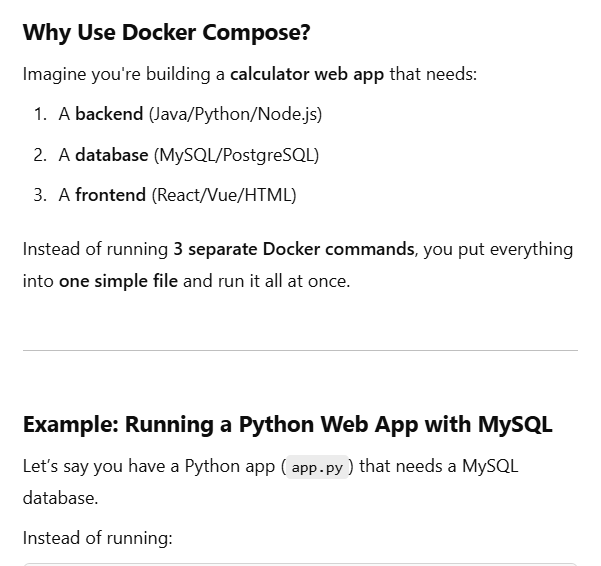 Why Use Docker Compose?
Imagine you're building a calculator web app that needs:
1. A backend (Java/Python/Node.js)
2. A database (MySQL/PostgreSQL)
3. A frontend (React/Vue/HTML)
Instead of running 3 separate Docker commands, you put everything
into one simple file and run it all at once.
Example: Running a Python Web App with MySQL
Let’s say you have a Python app (app.py) that needs a MySQL
database.
Instead of running: